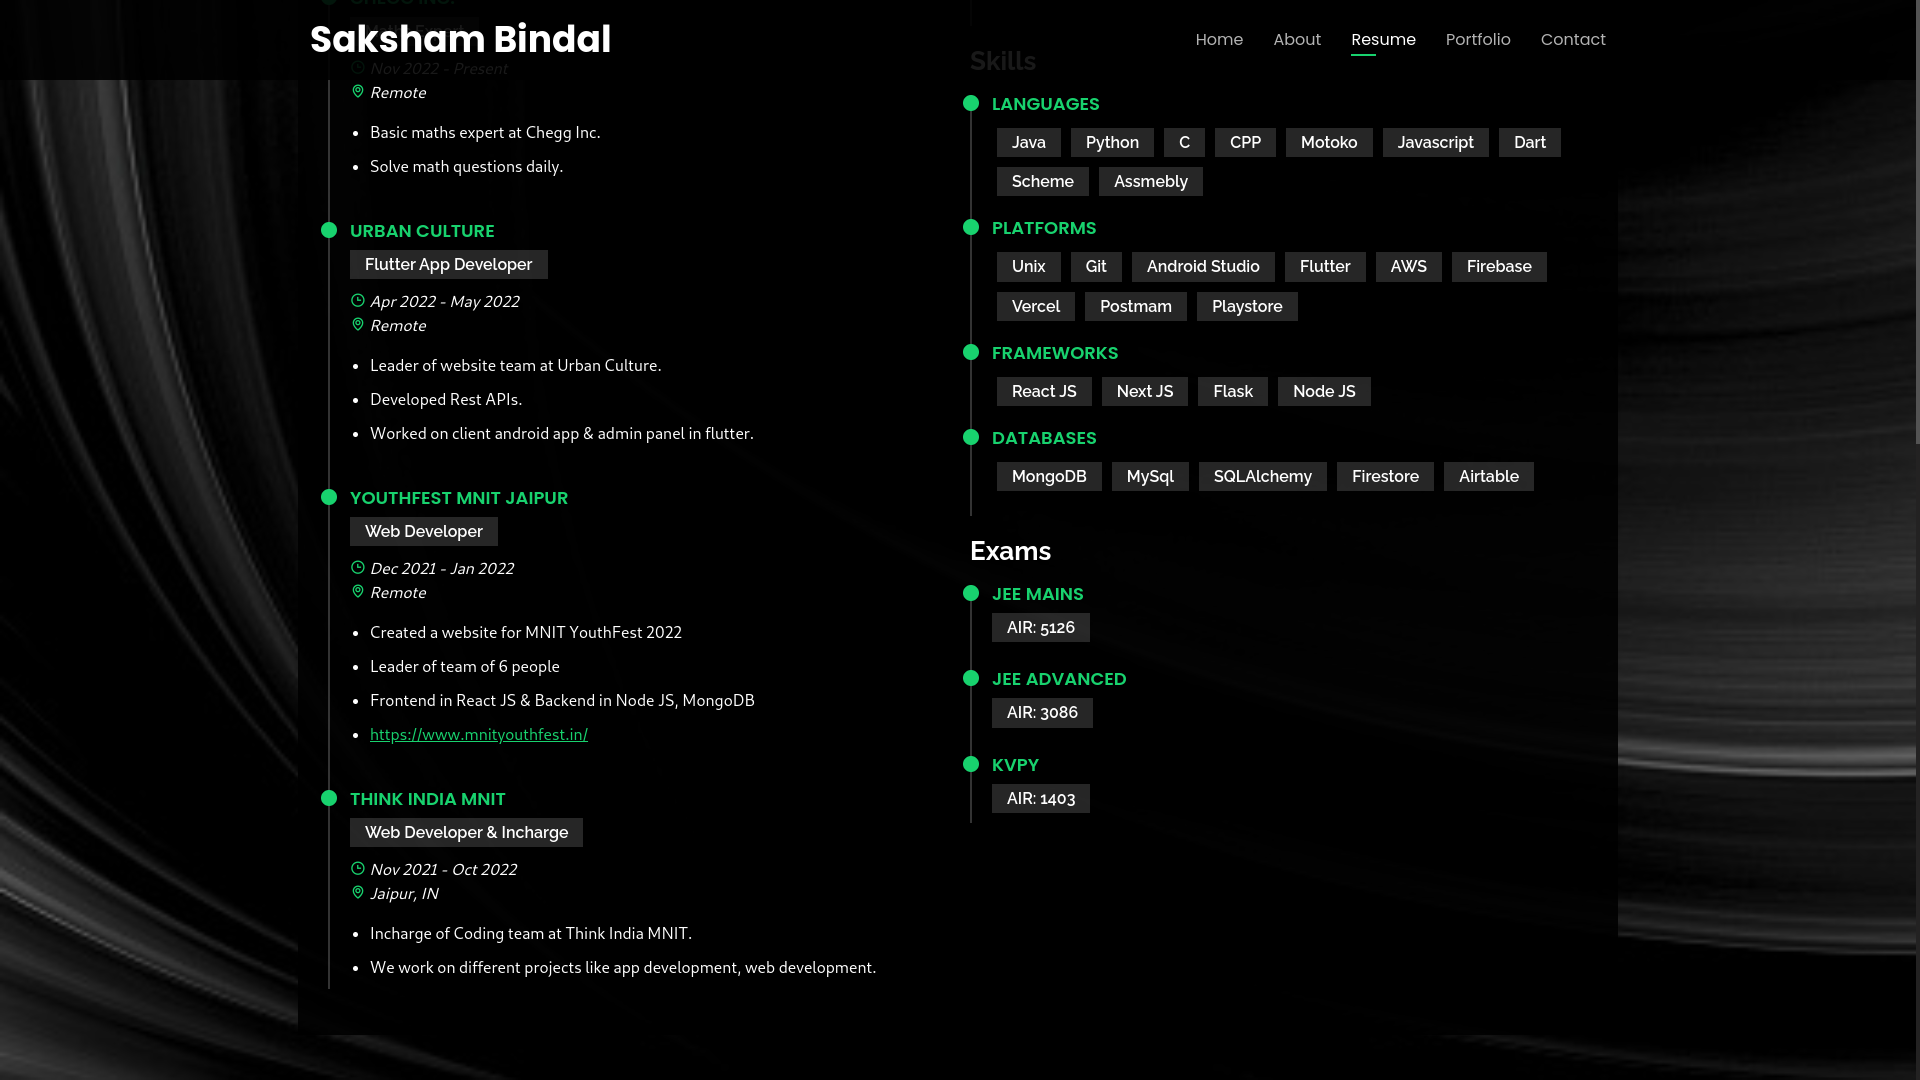 Saksham Bindal
Home
About
Resume
Portfolio
Contact
Nov 2022 - Present
Remote
Basic maths expert at Chegg Inc.
Solve math questions daily.
URBAN CULTURE
Flutter App Developer
Apr 2022 - May 2022
Remote
Leader of website team at Urban Culture.
Developed Rest APIs.
Worked on client android app & admin panel in flutter.
YOUTHFEST MNIT JAIPUR
Web Developer
Dec 2021 - Jan 2022
Remote
Created a website for MNIT YouthFest 2022
Leader of team of 6 people
Frontend in React JS & Backend in Node JS, MongoDB
https://www.mnityouthfest.in/
THINK INDIA MNIT
Web Developer & Incharge
Nov 2021 - Oct 2022
Jaipur, IN
Incharge of Coding team at Think India MNIT.
We work on different projects like app development, web development.
Skills
LANGUAGES
Java Python C CPP Motoko Javascript Dart
Scheme Assmebly
PLATFORMS
Unix Git Android Studio Flutter AWS Firebase
Vercel Postmam Playstore
FRAMEWORKS
React JS Next JS Flask Node JS
DATABASES
MongoDB MySql SQLAlchemy Firestore Airtable
Exams
JEE MAINS
AIR: 5126
JEE ADVANCED
AIR: 3086
KVPY
AIR: 1403